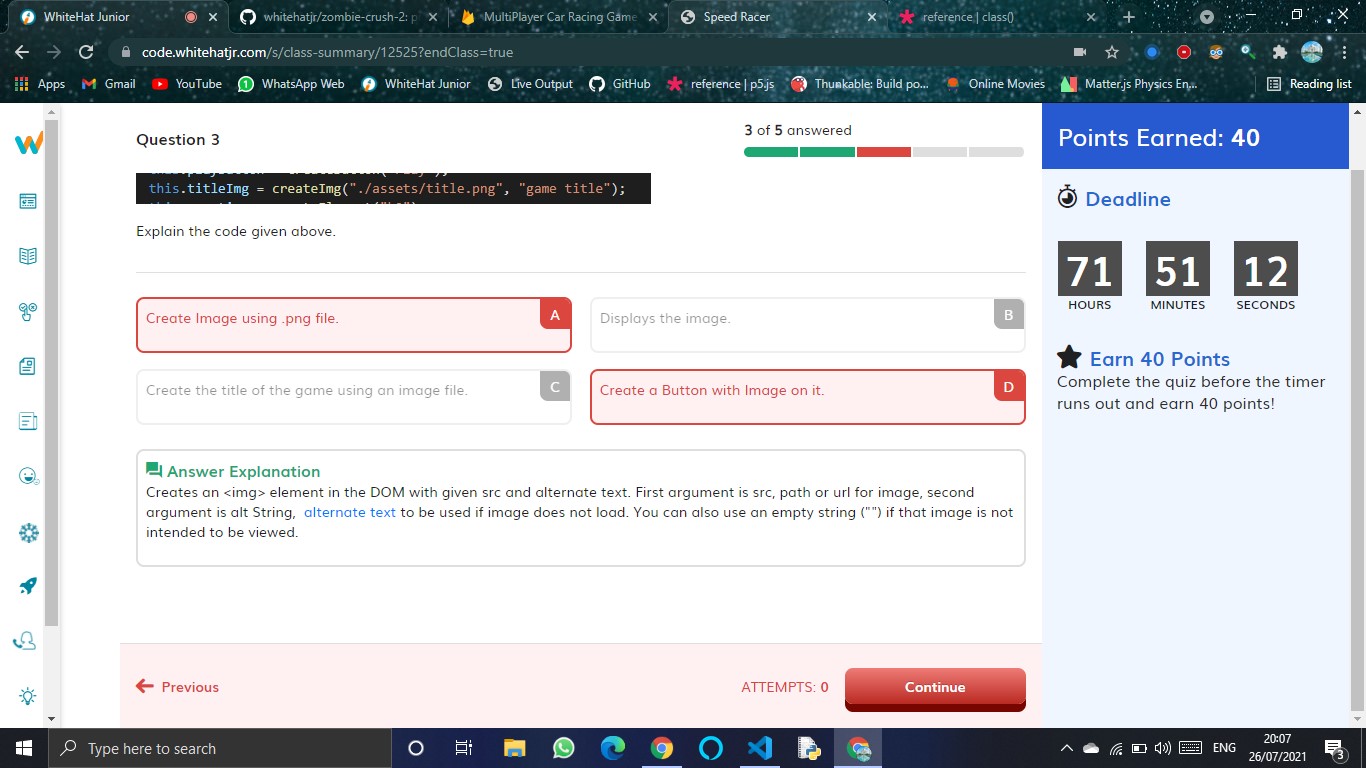 WhiteHat Junior
whitehatjr/zombie-crush-2: p
MultiPlayer Car Racing Game
Speed Racer
reference | class()
code.whitehatjr.com/s/class-summary/12525?endClass=true
Apps
Gmail
YouTube
WhatsApp Web
WhiteHat Junior
Live Output
GitHub
reference | p5.js
Thunkable: Build po...
Online Movies
Matter.js Physics En...
Reading list
Question 3
3 of 5 answered
Points Earned: 40
this.titleImg = createImg("./assets/title.png", "game title");
Explain the code given above.
Deadline
71 51 12
HOURS MINUTES SECONDS
Create Image using .png file.
A
Displays the image.
B
Create the title of the game using an image file.
C
Create a Button with Image on it.
D
Earn 40 Points
Complete the quiz before the timer
runs out and earn 40 points!
Answer Explanation
Creates an <img> element in the DOM with given src and alternate text. First argument is src, path or url for image, second
argument is alt String, alternate text to be used if image does not load. You can also use an empty string ("") if that image is not
intended to be viewed.
Previous
ATTEMPTS: 0
Continue
Type here to search
ENG
20:07
26/07/2021
3